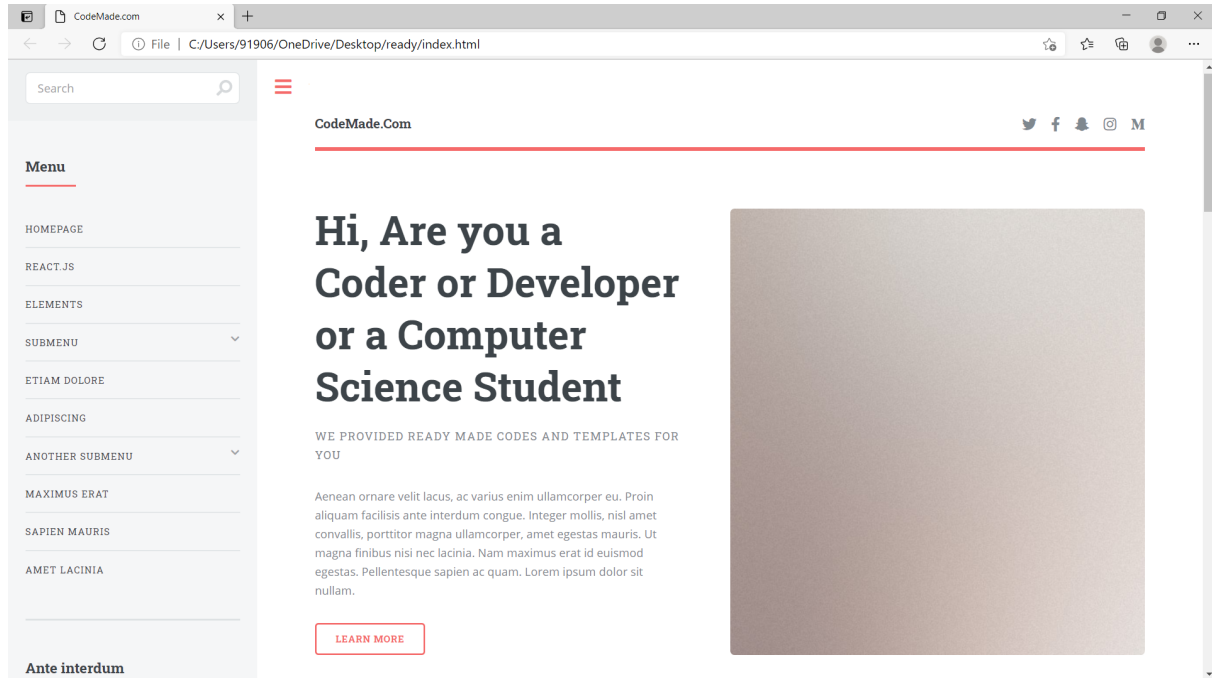 CodeMade.com
File | C:/Users/91906/OneDrive/Desktop/ready/index.html
Search
Menu
HOMEPAGE
REACT.JS
ELEMENTS
SUBMENU
ETIAM DOLORE
ADIPISCING
ANOTHER SUBMENU
MAXIMUS ERAT
SAPIEN MAURIS
AMET LACINIA
Ante interdum
CodeMade.Com
Hi, Are you a
Coder or Developer
or a Computer
Science Student
WE PROVIDED READY MADE CODES AND TEMPLATES FOR
YOU
Aenean ornare velit lacus, ac varius enim ullamcorper eu. Proin
aliquam facilisis ante interdum congue. Integer mollis, nisl amet
convallis, porttitor magna ullamcorper, amet egestas mauris. Ut
magna finibus nisi nec lacinia. Nam maximus erat id euismod
egestas. Pellentesque sapien ac quam. Lorem ipsum dolor sit
nullam.
LEARN MORE